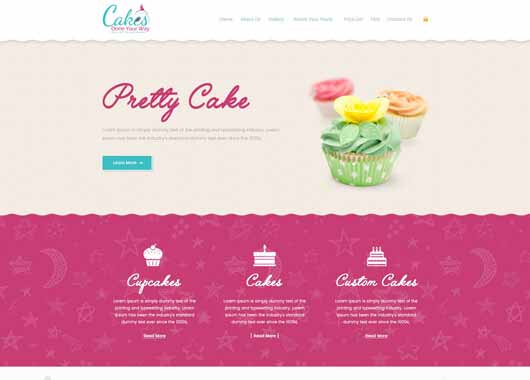 Cakes
Done Your Way
Home About Us Gallery Price List FAQ Contact Us
Pretty Cake
Lorem Ipsum is simply dummy text of the printing and typesetting industry. Lorem
Ipsum has been the industry's standard dummy text ever since the 1500s.
Learn More
Cupcakes
Lorem Ipsum is simply dummy text of the
printing and typesetting industry. Lorem
Ipsum has been the industry's standard
dummy text ever since the 1500s.
Read More
Cakes
Lorem Ipsum is simply dummy text of the
printing and typesetting industry. Lorem
Ipsum has been the industry's standard
dummy text ever since the 1500s.
[ Read More ]
Custom Cakes
Lorem Ipsum is simply dummy text of the
printing and typesetting industry. Lorem
Ipsum has been the industry's standard
dummy text ever since the 1500s.
Read More